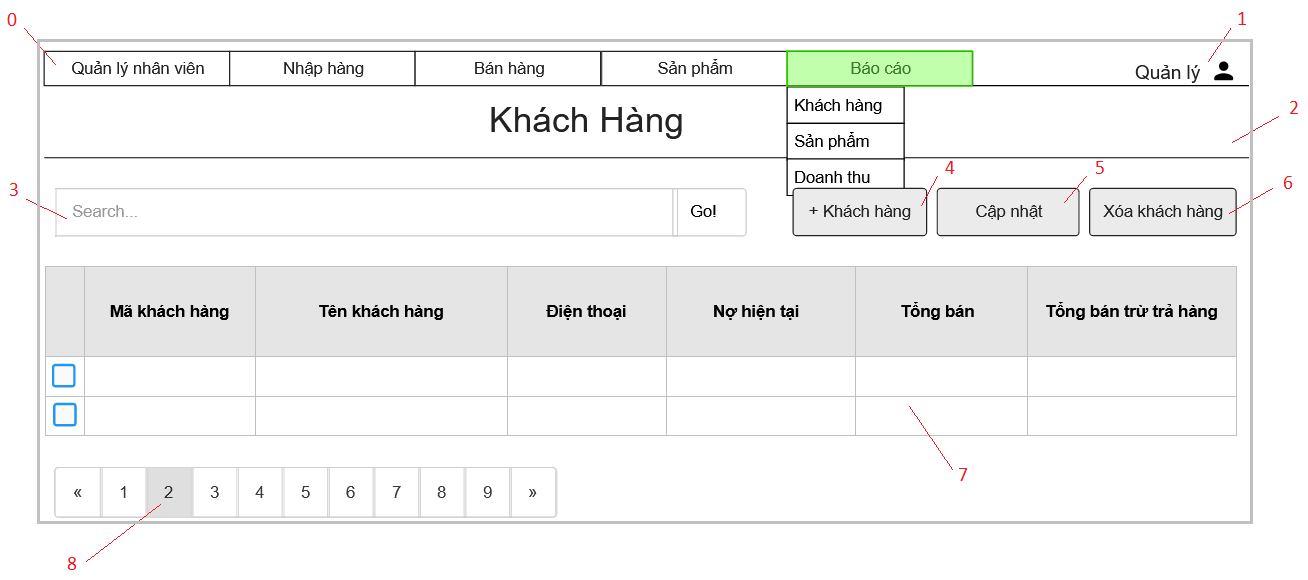 0
1
Quản lý nhân viên
Nhập hàng
Bán hàng
Sản phẩm
Báo cáo
Quản lý
Khách Hàng
Khách hàng
Sản phẩm
Doanh thu
2
3
4
5
6
Search...
Go!
+ Khách hàng
Cập nhật
Xóa khách hàng
Mã khách hàng
Tên khách hàng
Điện thoại
Nợ hiện tại
Tổng bán
Tổng bán trừ trả hàng
7
« 1 2 3 4 5 6 7 8 9 »
8